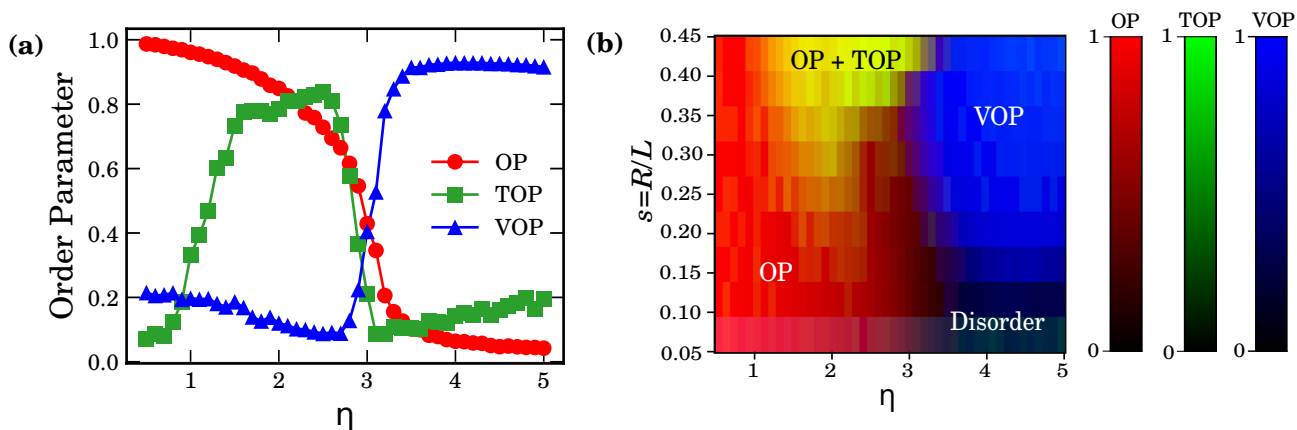 (a)
Order Parameter
1.0
0.8
0.6
0.4
0.2
0.0
OP
TOP
VOP
1
2
3
4
5
η
(b)
s=R/L
0.45
0.40
0.35
0.30
0.25
0.20
0.15
0.10
0.05
OP + TOP
VOP
OP
Disorder
1
2
3
4
5
η
OP
TOP
VOP
1
1
1
0
0
0